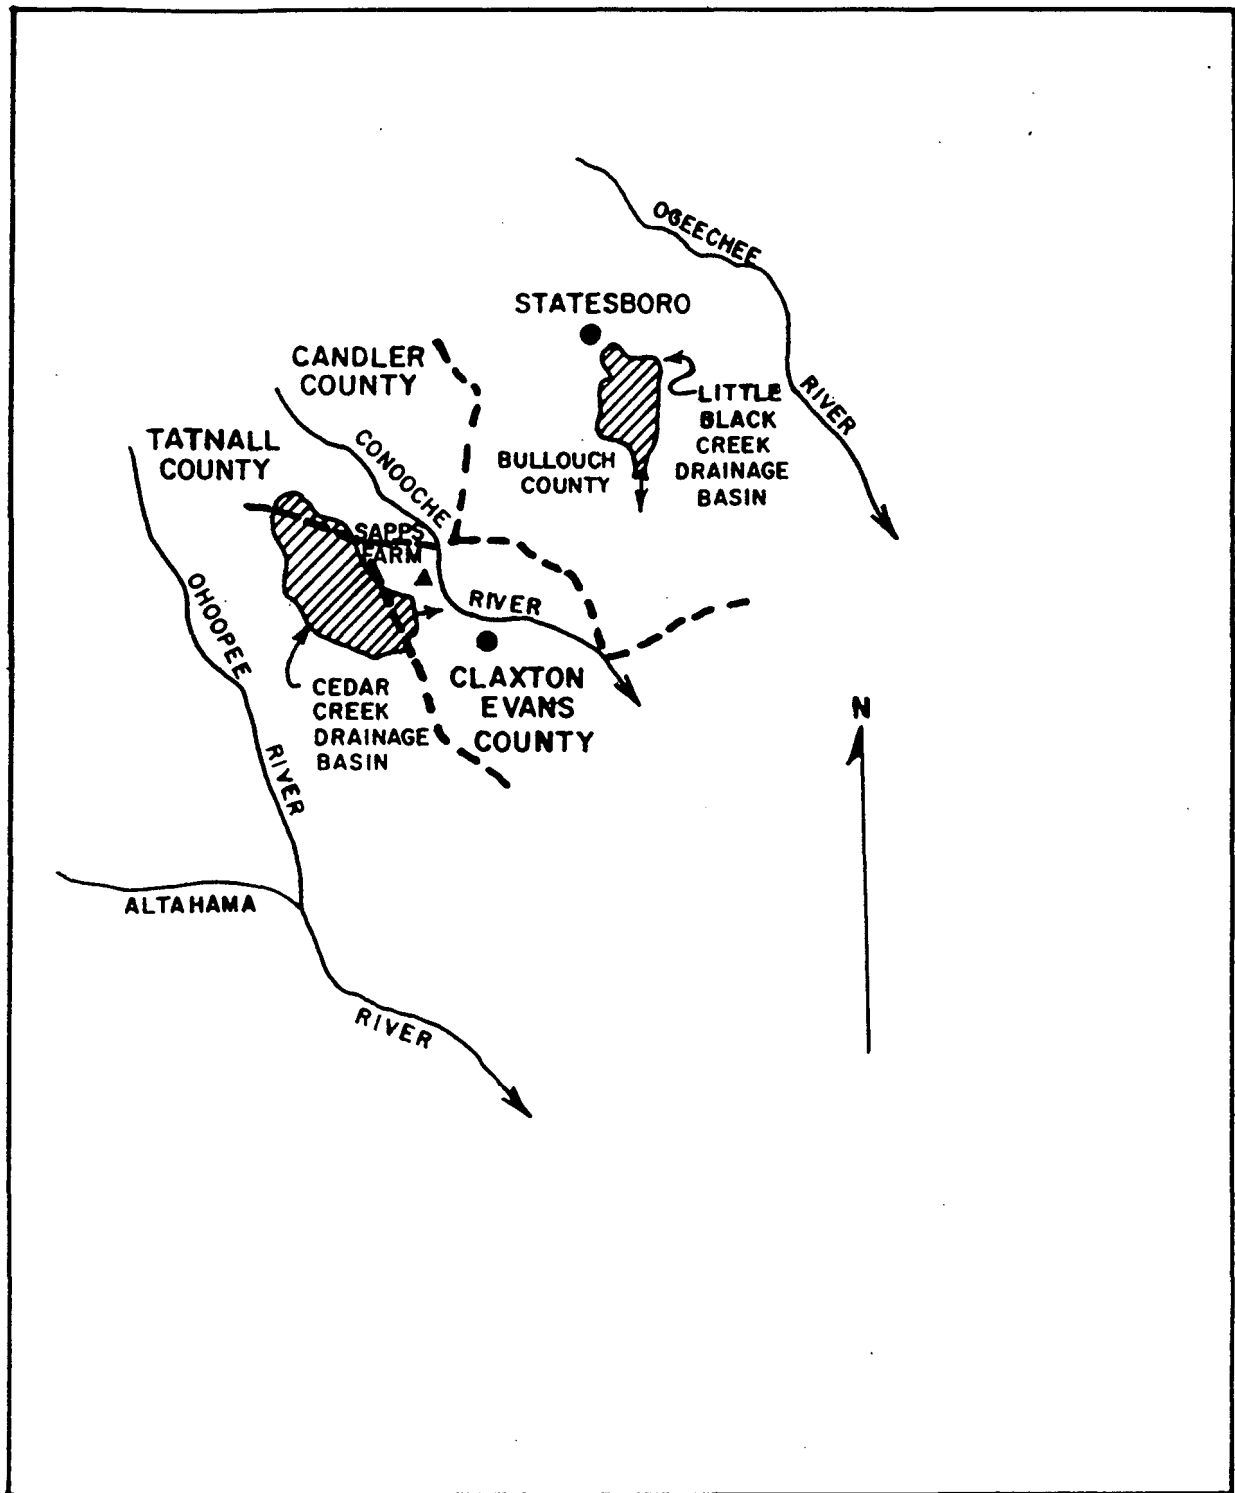 OGEECHEE
RIVER
STATESBORO
CANDLER
COUNTY
LITTLE
BLACK
CREEK
DRAINAGE
BASIN
TATNALL
COUNTY
CONOOCHE
RIVER
BULLOUCH
COUNTY
SAPPS
FARM
OHOOPEE
RIVER
CLAXTON
EVANS
COUNTY
CEDAR
CREEK
DRAINAGE
BASIN
N
ALTAHAMA
RIVER